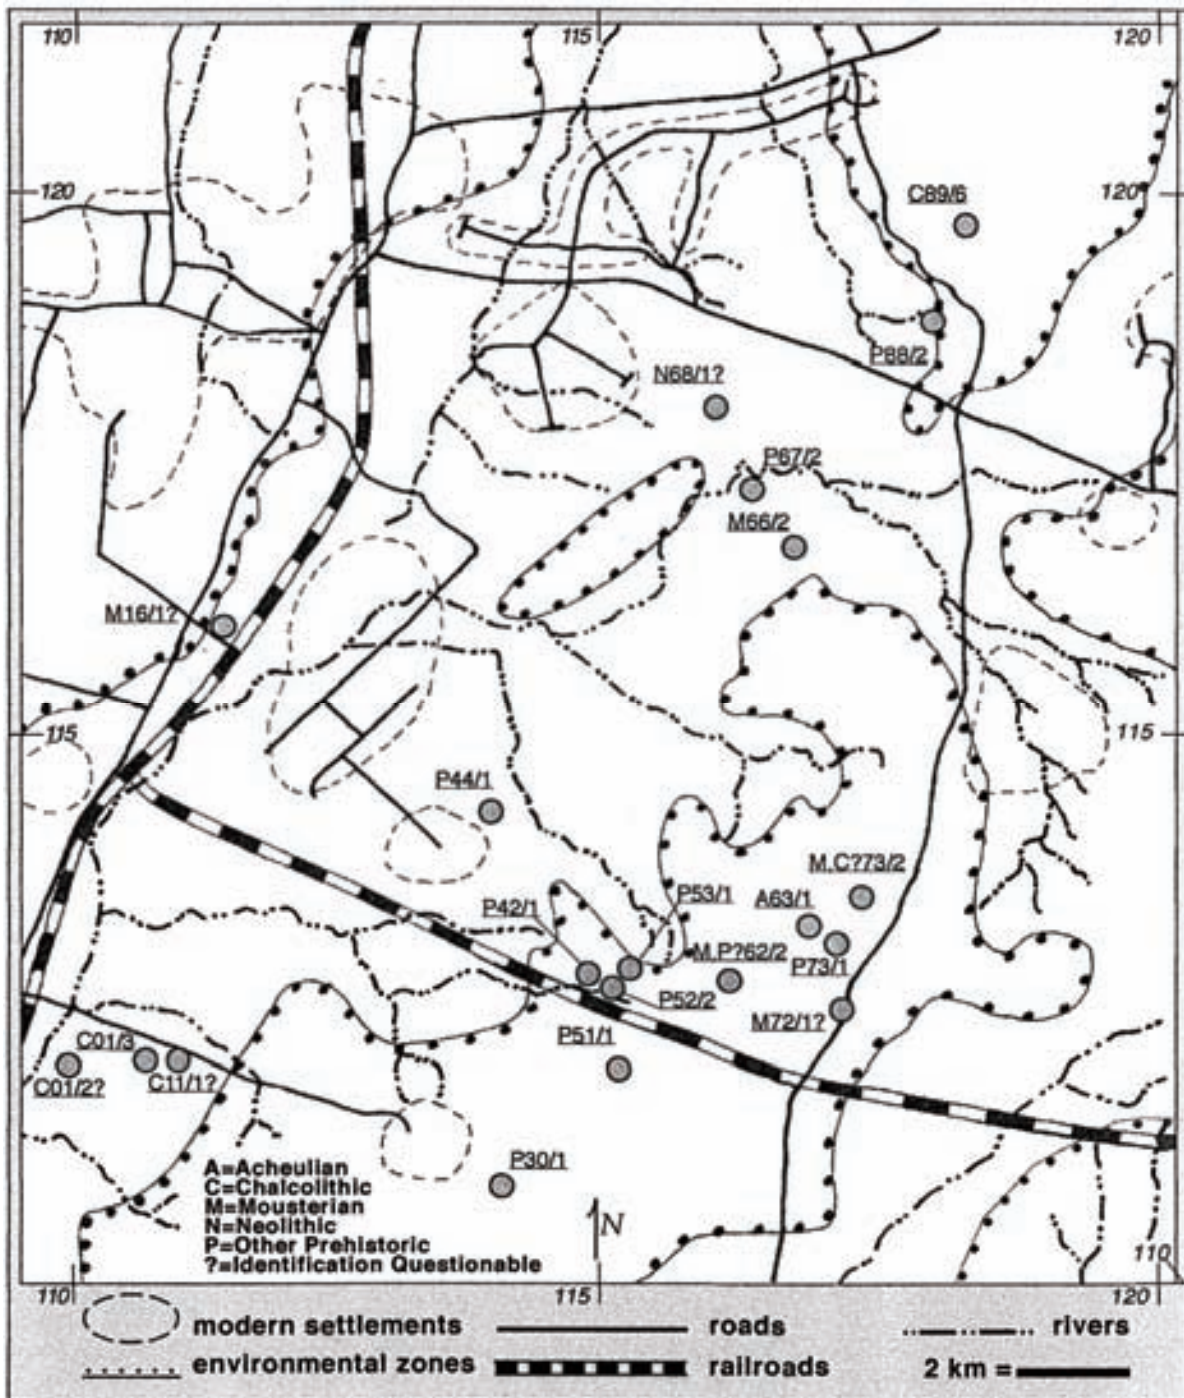 110 115 120
120 120
C89/6
P88/2
N68/1?
P67/2
M66/2
M16/1?
115 115
P44/1
M.C?73/2
P42/1 P53/1 A63/1
M.P?62/2 P73/1
P52/2
M72/1?
P51/1
C01/3
C01/2? C11/1?
P30/1
A=Acheulian
C=Chalcolithic
M=Mousterian
N=Neolithic
P=Other Prehistoric
?=Identification Questionable
N
110
110 115 120
modern settlements roads rivers
environmental zones railroads 2 km =